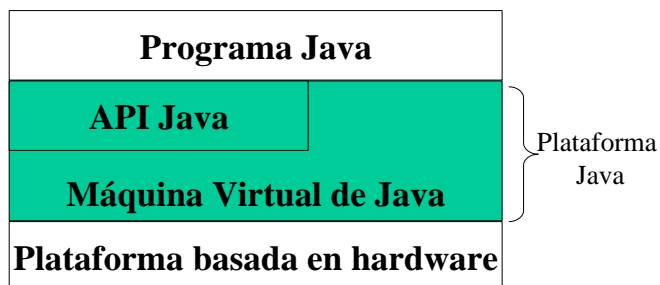 Programa Java
API Java
Plataforma
Java
Máquina Virtual de Java
Plataforma basada en hardware